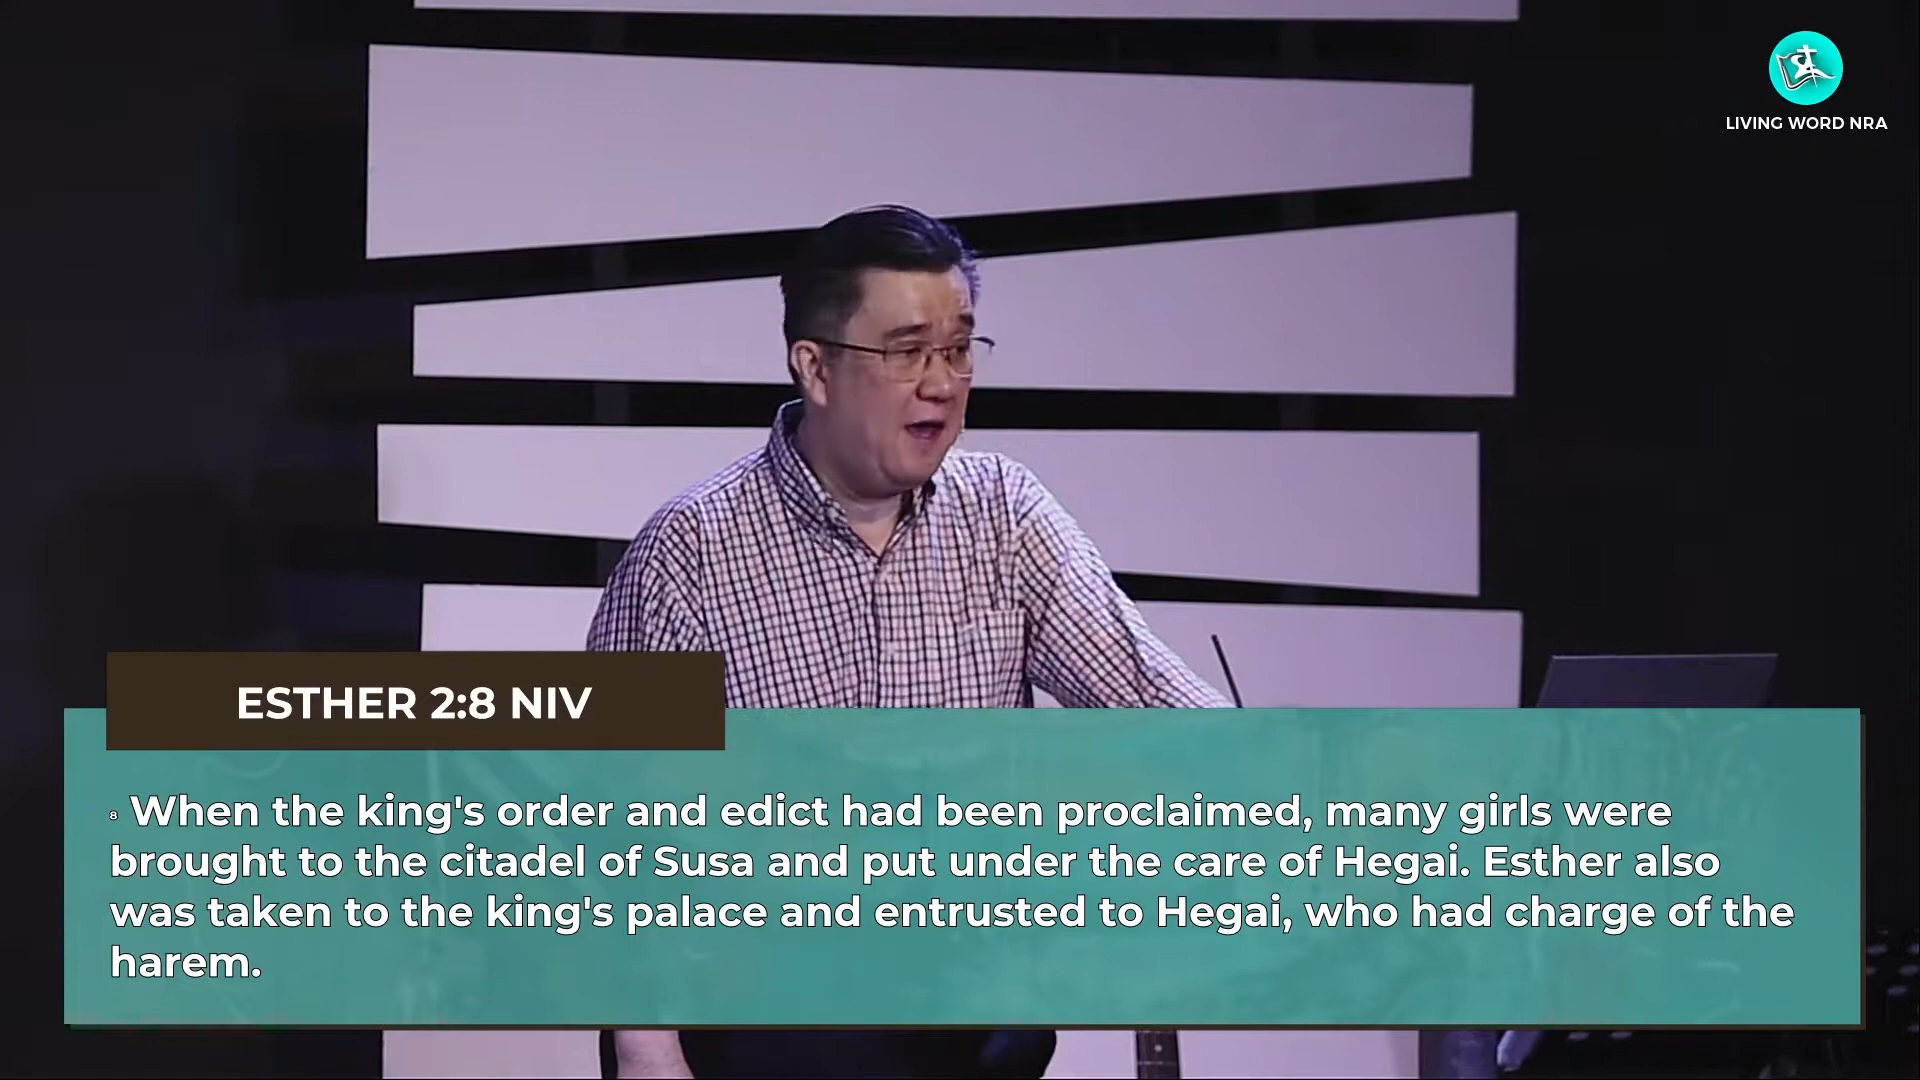 LIVING WORD NRA
ESTHER 2:8 NIV
8 When the king's order and edict had been proclaimed, many girls were
brought to the citadel of Susa and put under the care of Hegai. Esther also
was taken to the king's palace and entrusted to Hegai, who had charge of the
harem.